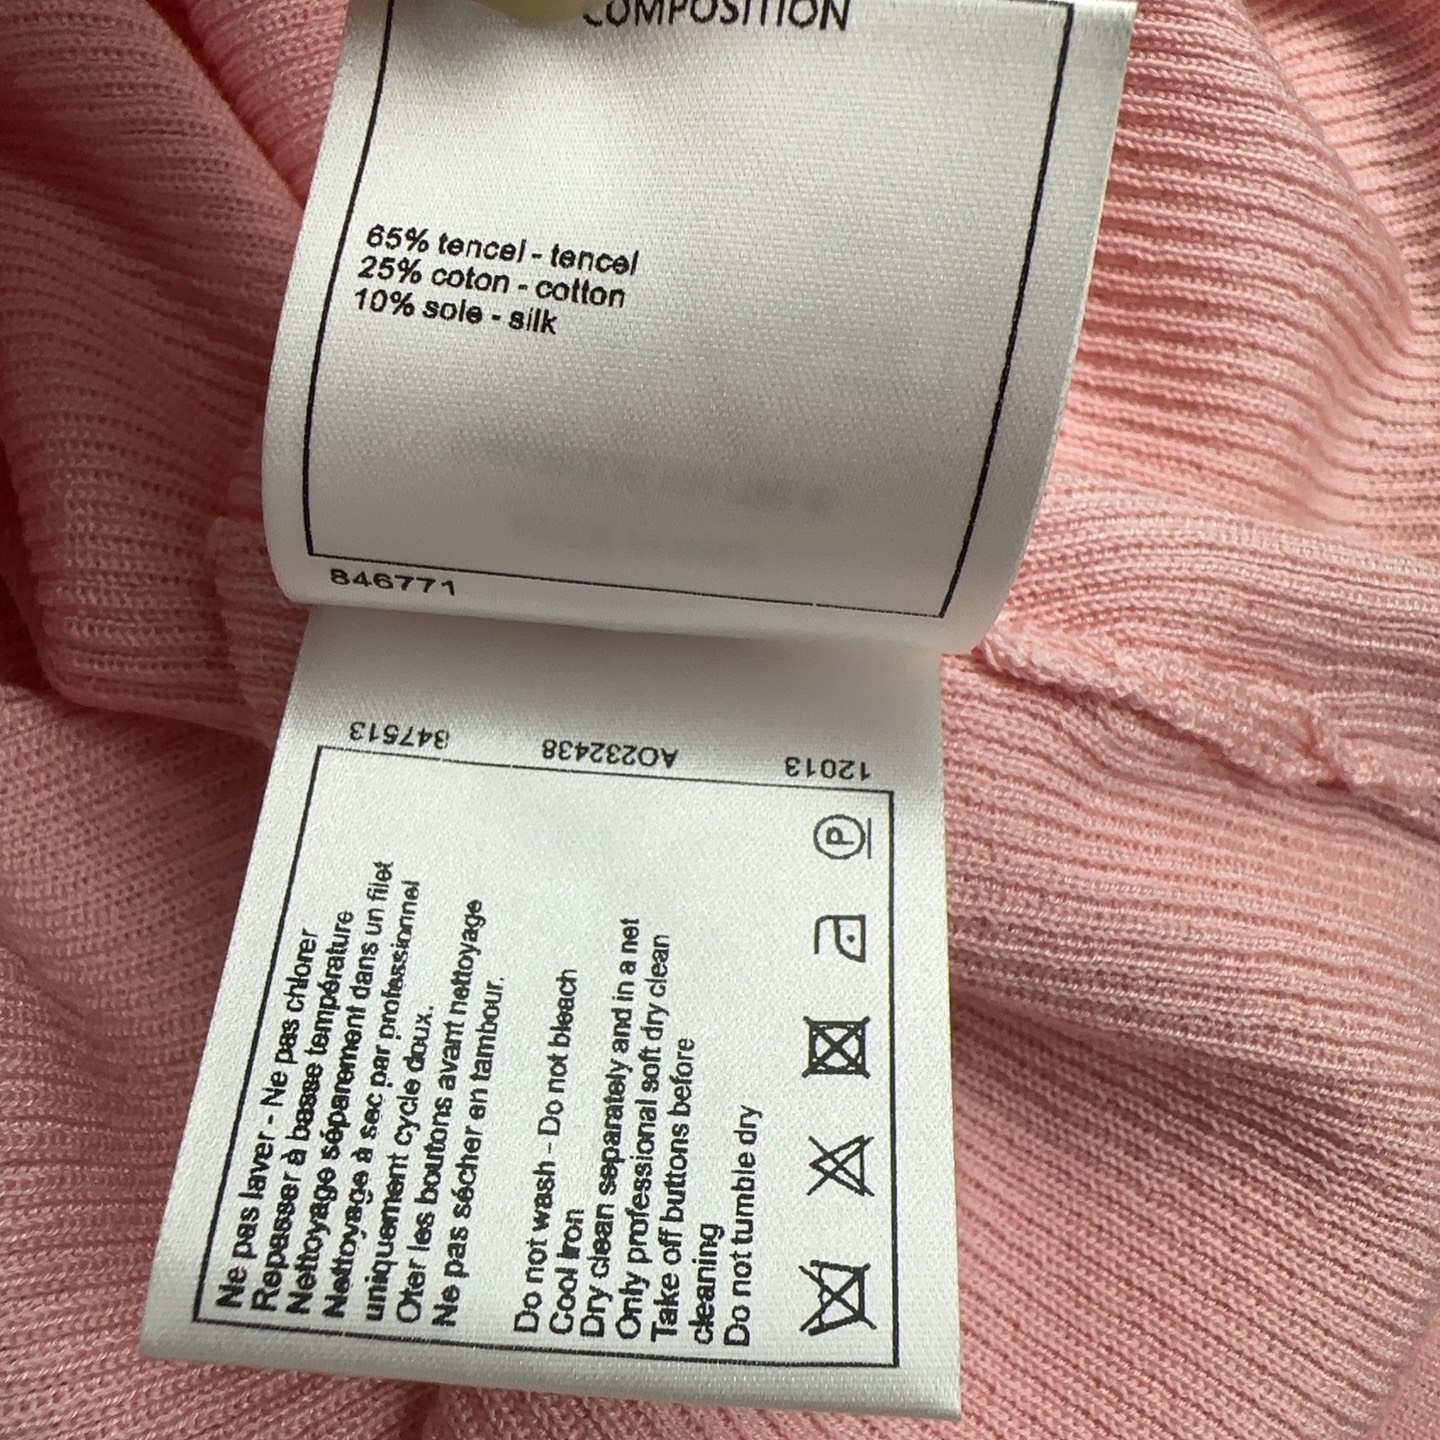 COMPOSITION
65% tencel - tencel
25% coton - cotton
10% soie - silk
846771
847513
AO232438
12013
Ne pas laver - Ne pas chlorer
Repasser à basse température
Nettoyage séparement dans un filet
Nettoyage à sec par professionnel
uniquement cycle doux.
Oter les boutons avant nettoyage
Ne pas sécher en tambour.
Do not wash - Do not bleach
Cool Iron
Dry clean separately and in a net
Only professional soft dry clean
Take off buttons before
cleaning
Do not tumble dry
P